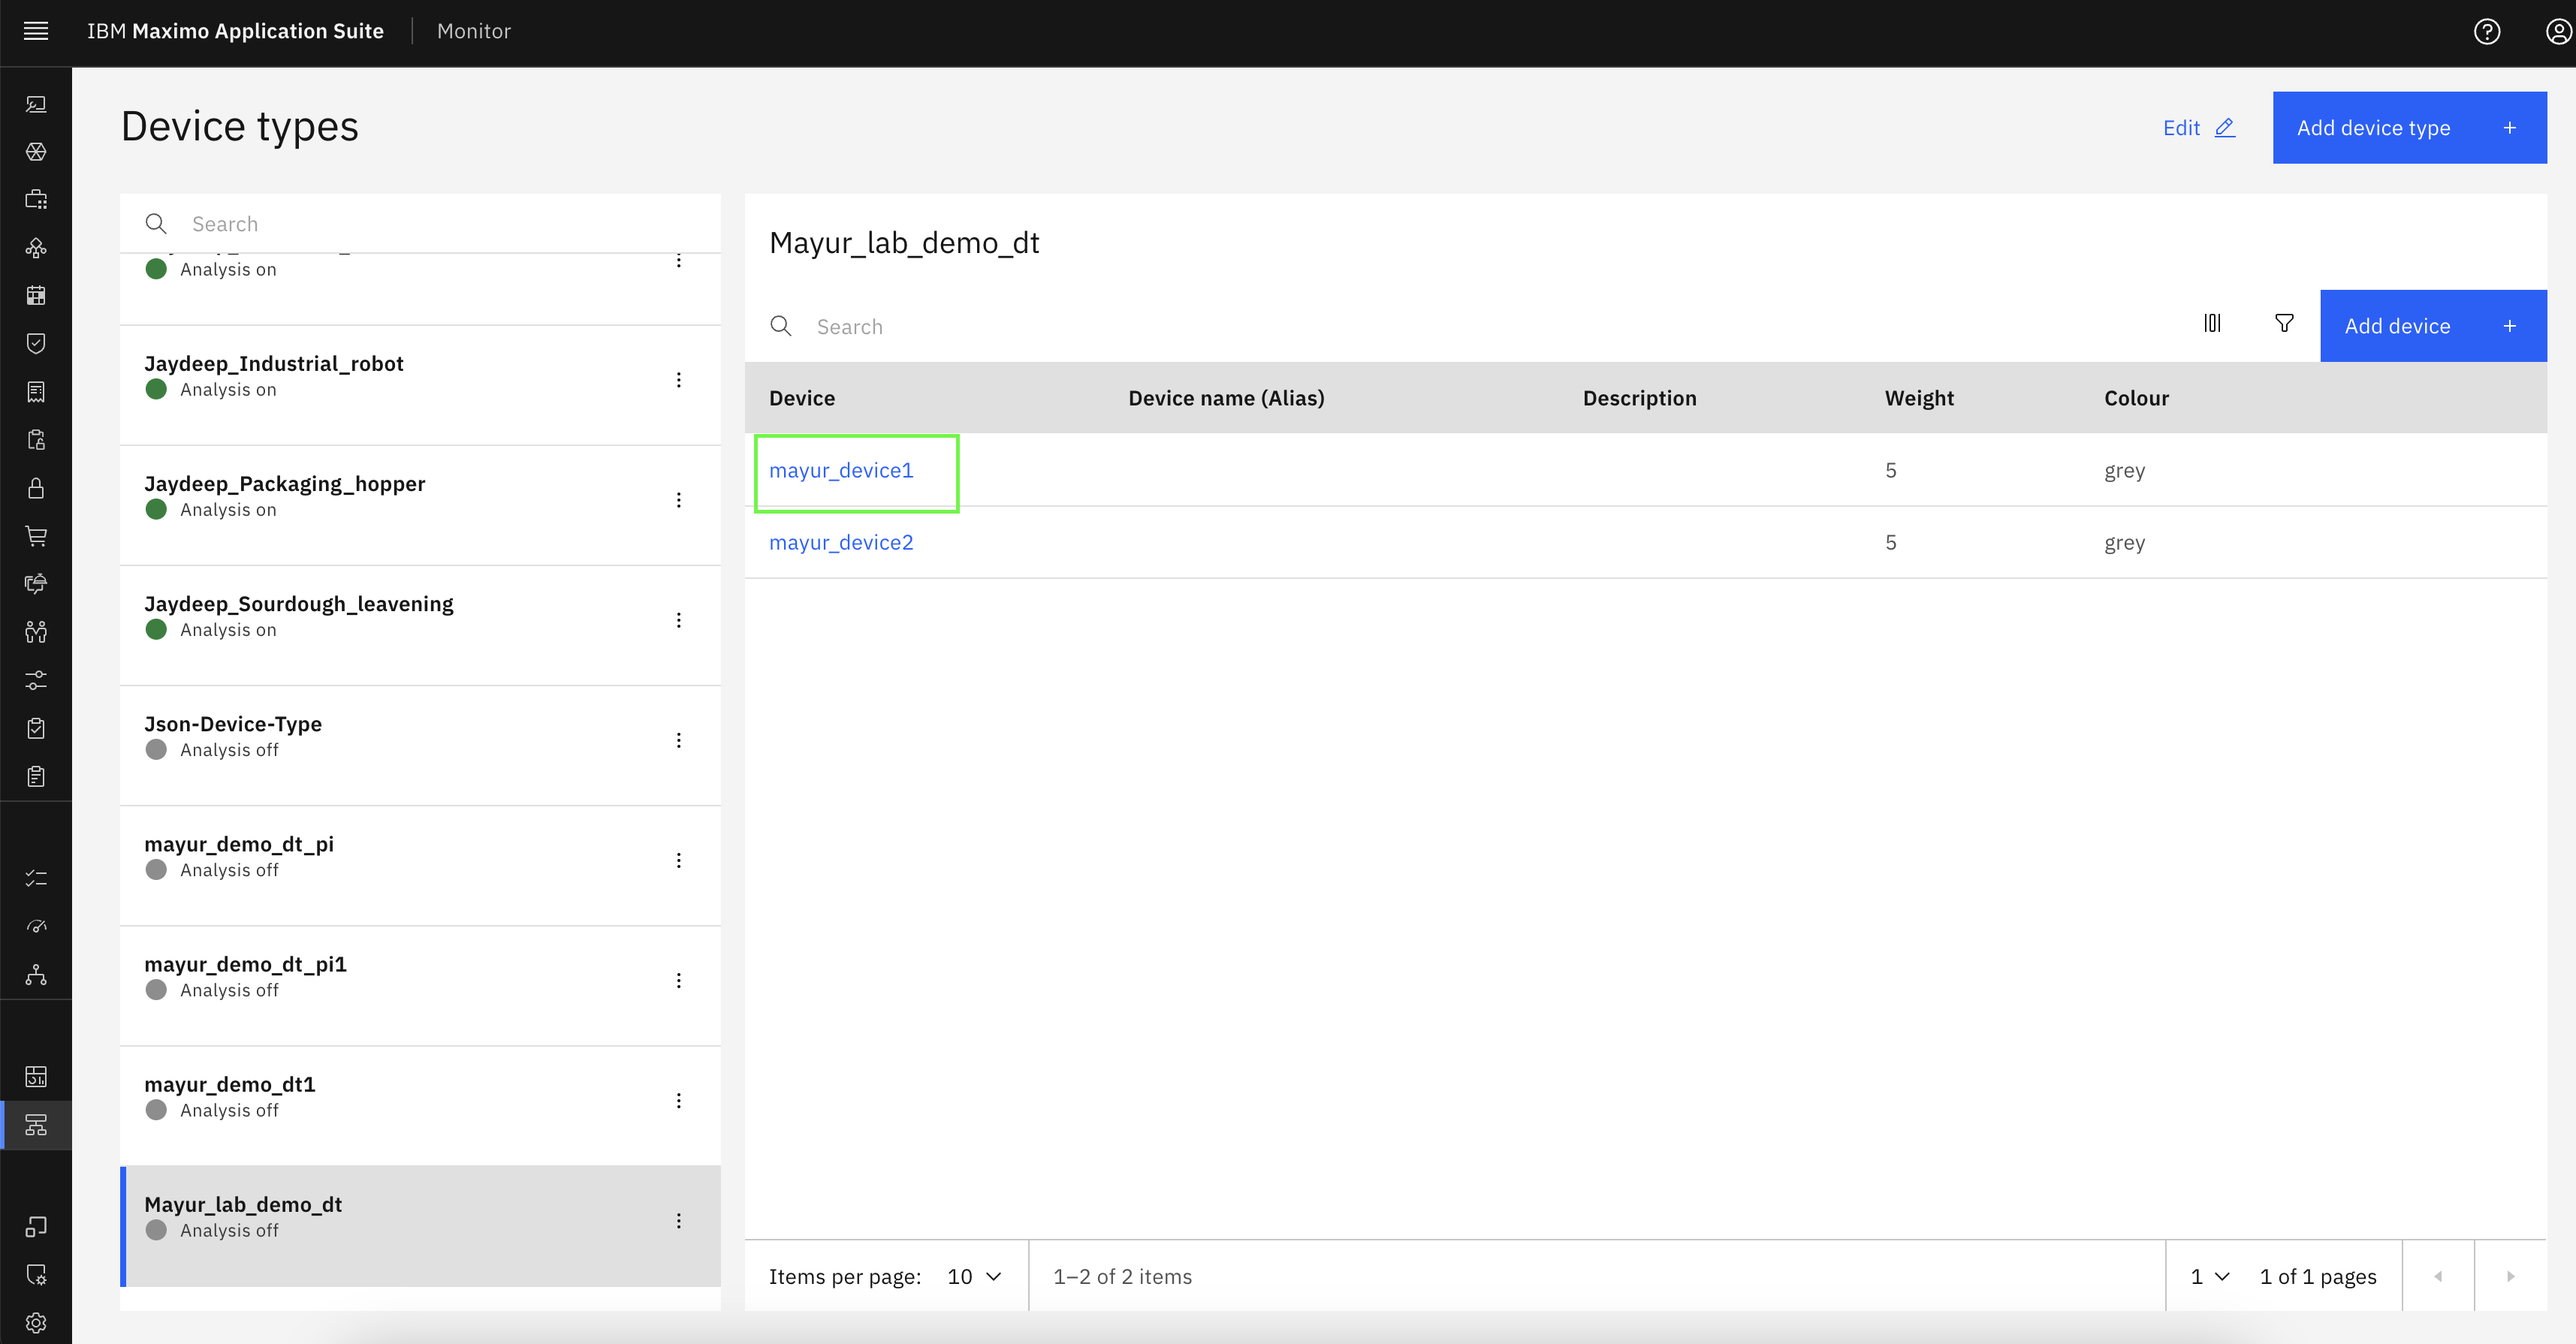 IBM Maximo Application Suite
Monitor
Device types
Edit
Add device type
Search
Analysis on
Jaydeep_Industrial_robot
Analysis on
Jaydeep_Packaging_hopper
Analysis on
Jaydeep_Sourdough_leavening
Analysis on
Json-Device-Type
Analysis off
mayur_demo_dt_pi
Analysis off
mayur_demo_dt_pi1
Analysis off
mayur_demo_dt1
Analysis off
Mayur_lab_demo_dt
Analysis off
Mayur_lab_demo_dt
Search
Add device
Device Device name (Alias) Description Weight Colour
mayur_device1 5 grey
mayur_device2 5 grey
Items per page: 10 1–2 of 2 items 1 1 of 1 pages